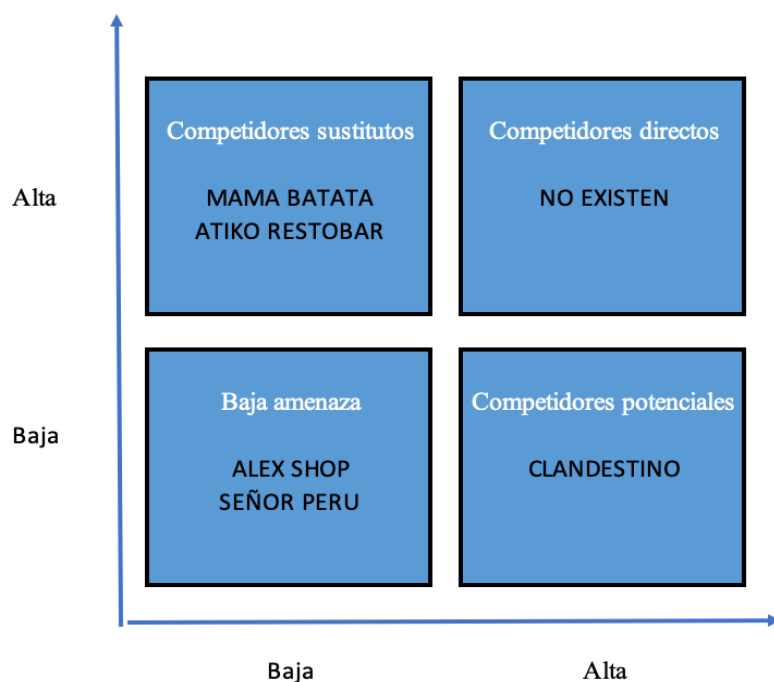 Alta
Competidores sustitutos
MAMA BATATA
ATIKO RESTOBAR
Competidores directos
NO EXISTEN
Baja
Baja amenaza
ALEX SHOP
SEÑOR PERU
Competidores potenciales
CLANDESTINO
Baja
Alta